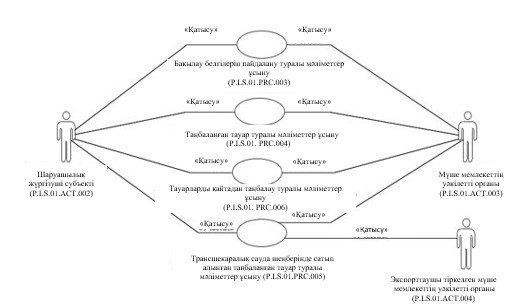 «Қатысу» «Қатысу»
Бақылау белгілерін пайдалану туралы мәліметтер
ұсыну
(P.LS.01.PRC.003)
«Қатысу» «Қатысу»
Таңбаланған тауар туралы мәліметтер ұсыну
(P.LS.01. PRC.004)
«Қатысу» «Қатысу»
Шаруашылық
жүргізуші субъекті
(P.LS.01.ACT.002)
Мүше мемлекеттің
уәкілетті органы
(P.LS.01.ACT.003)
Тауарларды қайтадан таңбалау туралы мәліметтер
ұсыну
(P.LS.01. PRC.006)
«Қатысу» «Қатысу»
«Қатысу»
Трансшекаралық сауда шеңберінде сатып
алынған таңбаланған тауар туралы
мәліметтер ұсыну (P.LS.01.PRC.005)
Экспорттаушы тіркелген мүше
мемлекеттің уәкілетті органы
(P.LS.01.ACT.004)